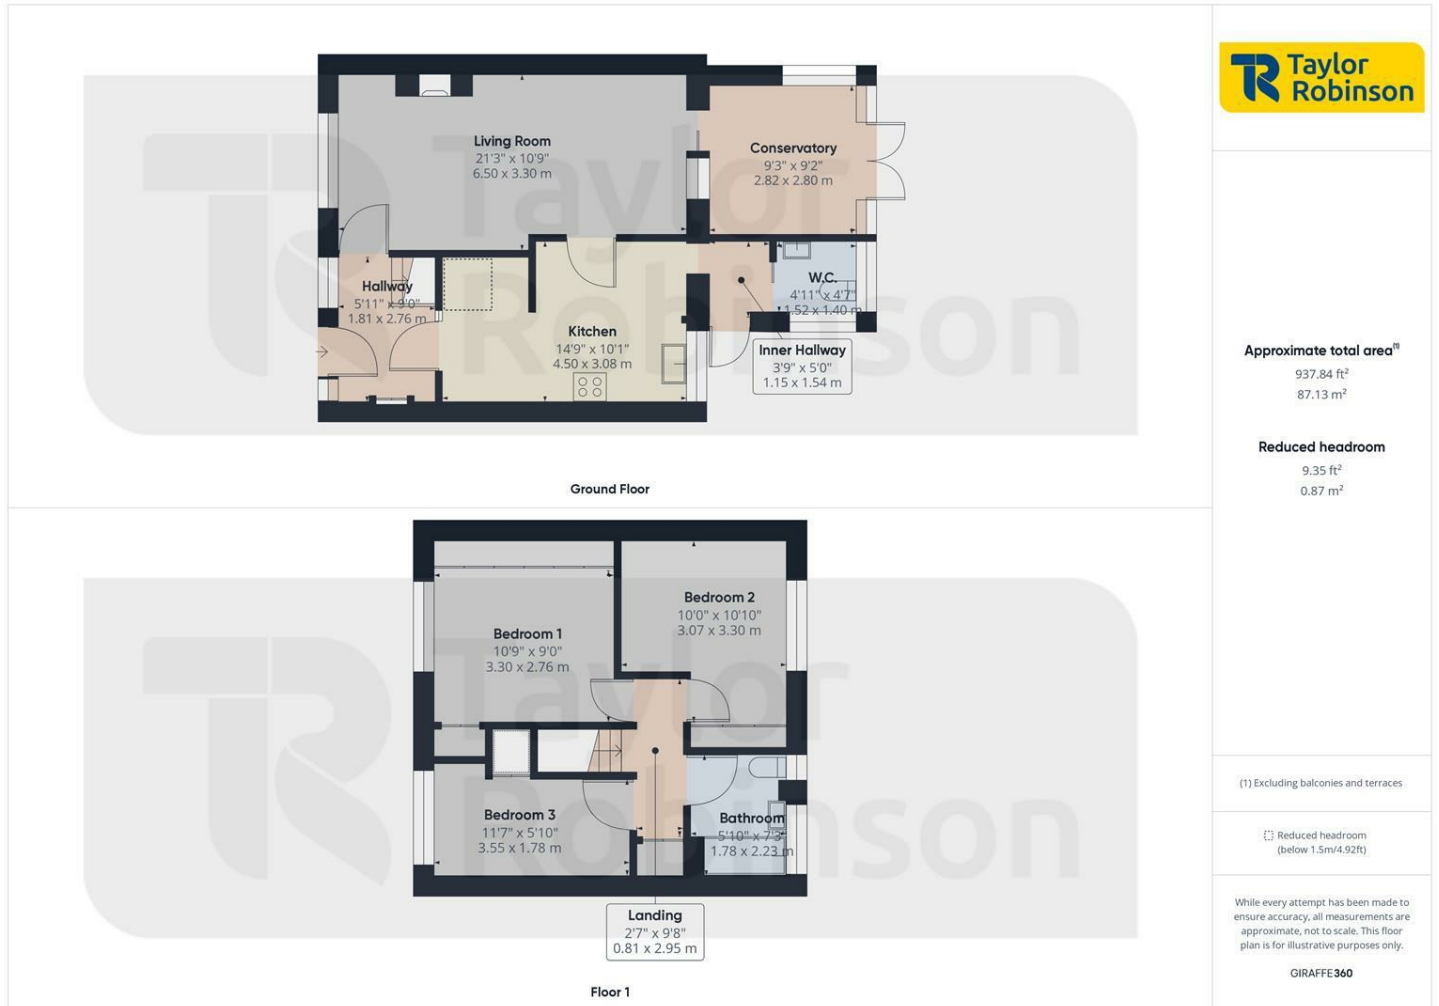 Taylor
Robinson
Living Room
21'3" x 10'9"
6.50 x 3.30 m
Conservatory
9'3" x 9'2"
2.82 x 2.80 m
Hallway
5'11" x 9'0"
1.81 x 2.76 m
Kitchen
14'9" x 10'1"
4.50 x 3.08 m
W.C.
4'11" x 4'7"
1.52 x 1.40 m
Inner Hallway
3'9" x 5'0"
1.15 x 1.54 m
Ground Floor
Taylor
Robinson
Bedroom 1
10'9" x 9'0"
3.30 x 2.76 m
Bedroom 2
10'0" x 10'10"
3.07 x 3.30 m
Bedroom 3
11'7" x 5'10"
3.55 x 1.78 m
Bathroom
5'10" x 7'3"
1.78 x 2.23 m
Landing
2'7" x 9'8"
0.81 x 2.95 m
Floor 1
Taylor
Robinson
Approximate total area(1)
937.84 ft²
87.13 m²
Reduced headroom
9.35 ft²
0.87 m²
(1) Excluding balconies and terraces
Reduced headroom
(below 1.5m/4.92ft)
While every attempt has been made to
ensure accuracy, all measurements are
approximate, not to scale. This floor
plan is for illustrative purposes only.
GIRAFFE360